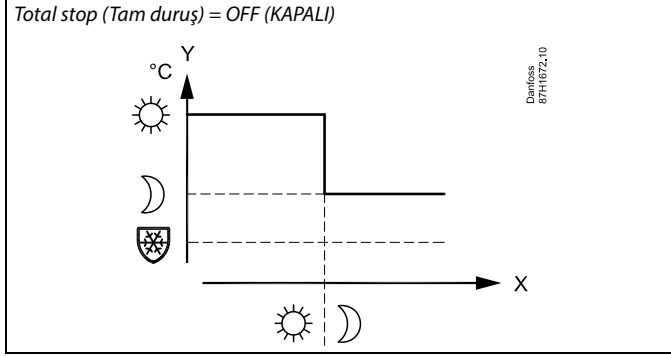 Total stop (Tam duruş) = OFF (KAPALI)
Y
°C
Danfoss
87H1672.10
X